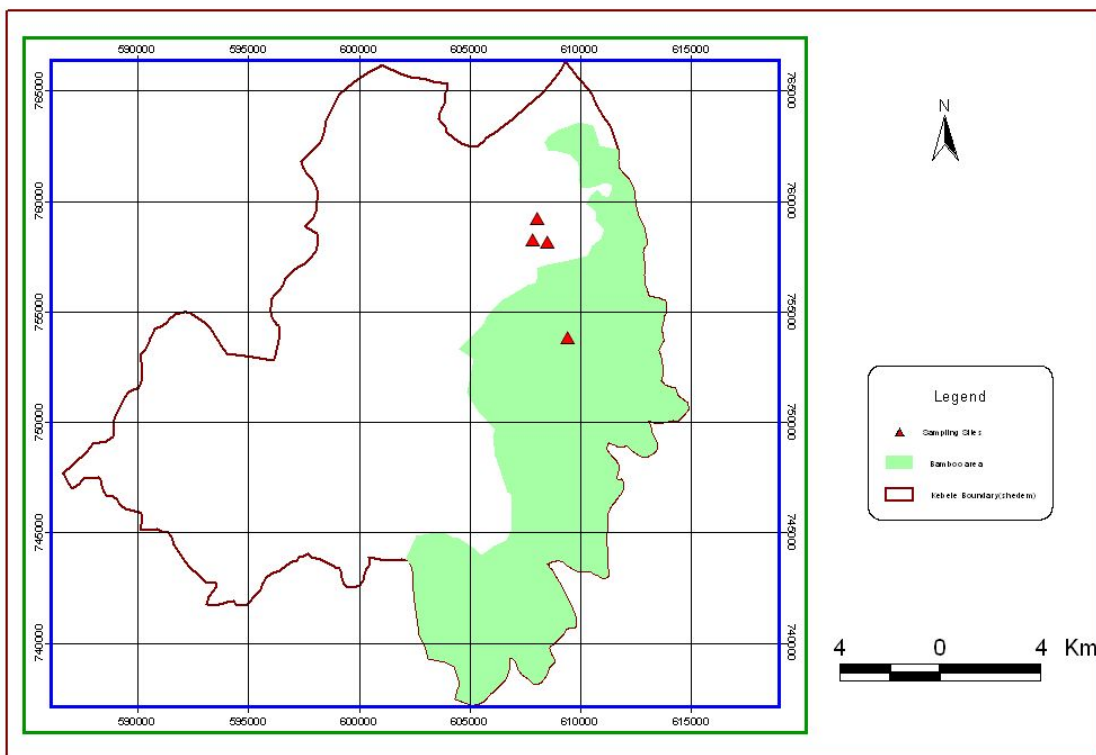 590000 595000 600000 605000 610000 615000
N
765000 765000
760000 760000
755000 755000
750000 750000
745000 745000
740000 740000
590000 595000 600000 605000 610000 615000
Legend
Sampling Sites
Bamboo area
Kebele Boundary(shedem)
4 0 4 Km